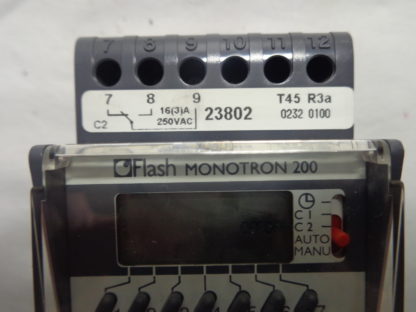 7 8 9 10 11 12
7 8 9 T45 R3a
16(3)A 23802 0232 0100
C2 250VAC
Flash MONOTRON 200
C1
C2
AUTO
MANU